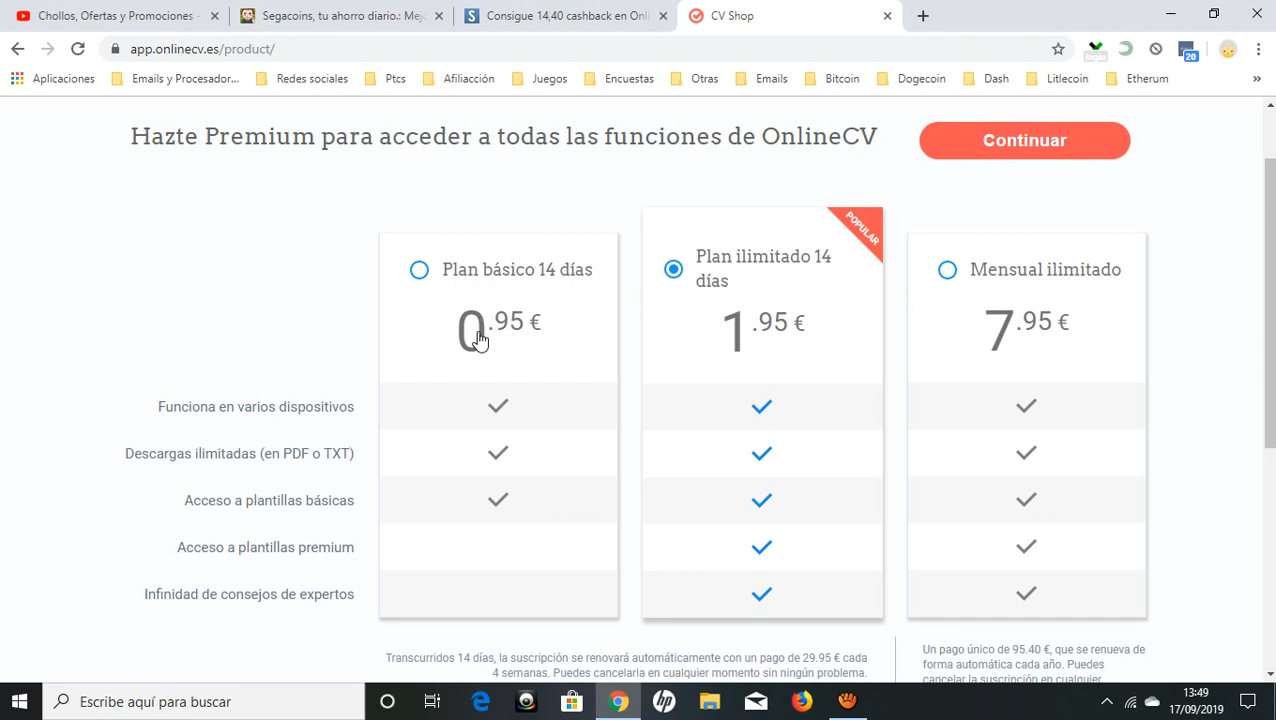 Chollos, Ofertas y Promociones -
Segacoins, tu ahorro diario.: Mej
Consigue 14,40 cashback en Onli
CV Shop
app.onlinecv.es/product/
login
20
Aplicaciones
Emails y Procesador...
Redes sociales
Ptcs
Afiliacción
Juegos
Encuestas
Otras
Emails
Bitcoin
Dogecoin
Dash
Litlecoin
Etherum
»
Hazte Premium para acceder a todas las funciones de OnlineCV
Continuar
POPULAR
Plan básico 14 días
Plan ilimitado 14
días
Mensual ilimitado
0.95 €
1.95 €
7.95 €
Funciona en varios dispositivos
Descargas ilimitadas (en PDF o TXT)
Acceso a plantillas básicas
Acceso a plantillas premium
Infinidad de consejos de expertos
Transcurridos 14 días, la suscripción se renovará automáticamente con un pago de 29.95 € cada
4 semanas. Puedes cancelarla en cualquier momento sin ningún problema.
Un pago único de 95.40 €, que se renueva de
forma automática cada año. Puedes
cancelar la suscripción en cualquier
Escribe aquí para buscar
13:49
17/09/2019